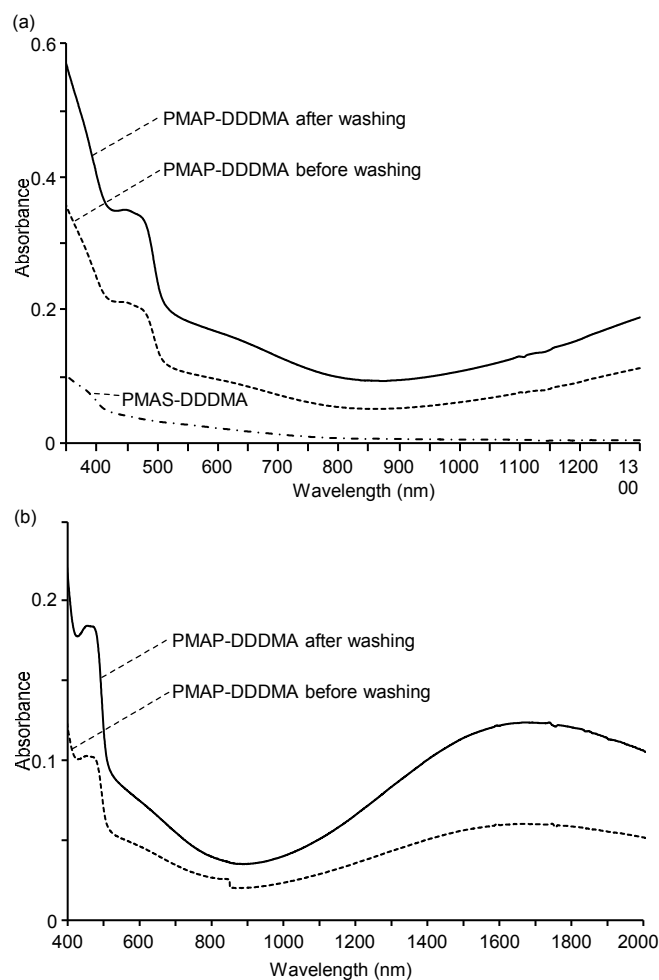 (a)
0.6
PMAP-DDDMA after washing
PMAP-DDDMA before washing
0.4
Absorbance
0.2
PMAS-DDDMA
0
400 500 600 700 800 900 1000 1100 1200 13
00
Wavelength (nm)
(b)
0.2
PMAP-DDDMA after washing
PMAP-DDDMA before washing
Absorbance
0.1
0
400 600 800 1000 1200 1400 1600 1800 2000
Wavelength (nm)